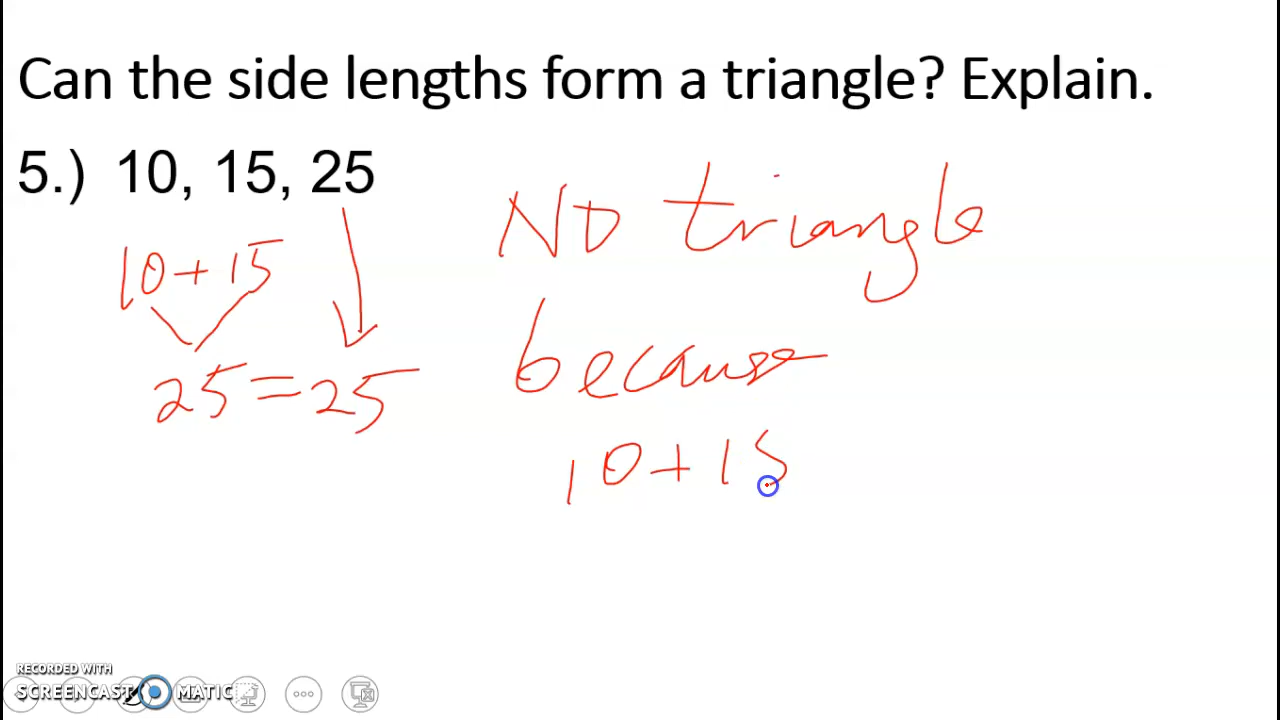 Can the side lengths form a triangle? Explain.
5.) 10, 15, 25
No triangle
10+15
25=25
because
10+15
RECORDED WITH
SCREENCAST MATIC